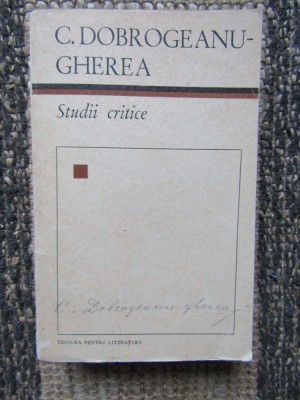 C. DOBROGEANU-
GHEREA
Studii critice
C. Dobrogeanu-Gherea
EDITURA PENTRU LITERATURĂ